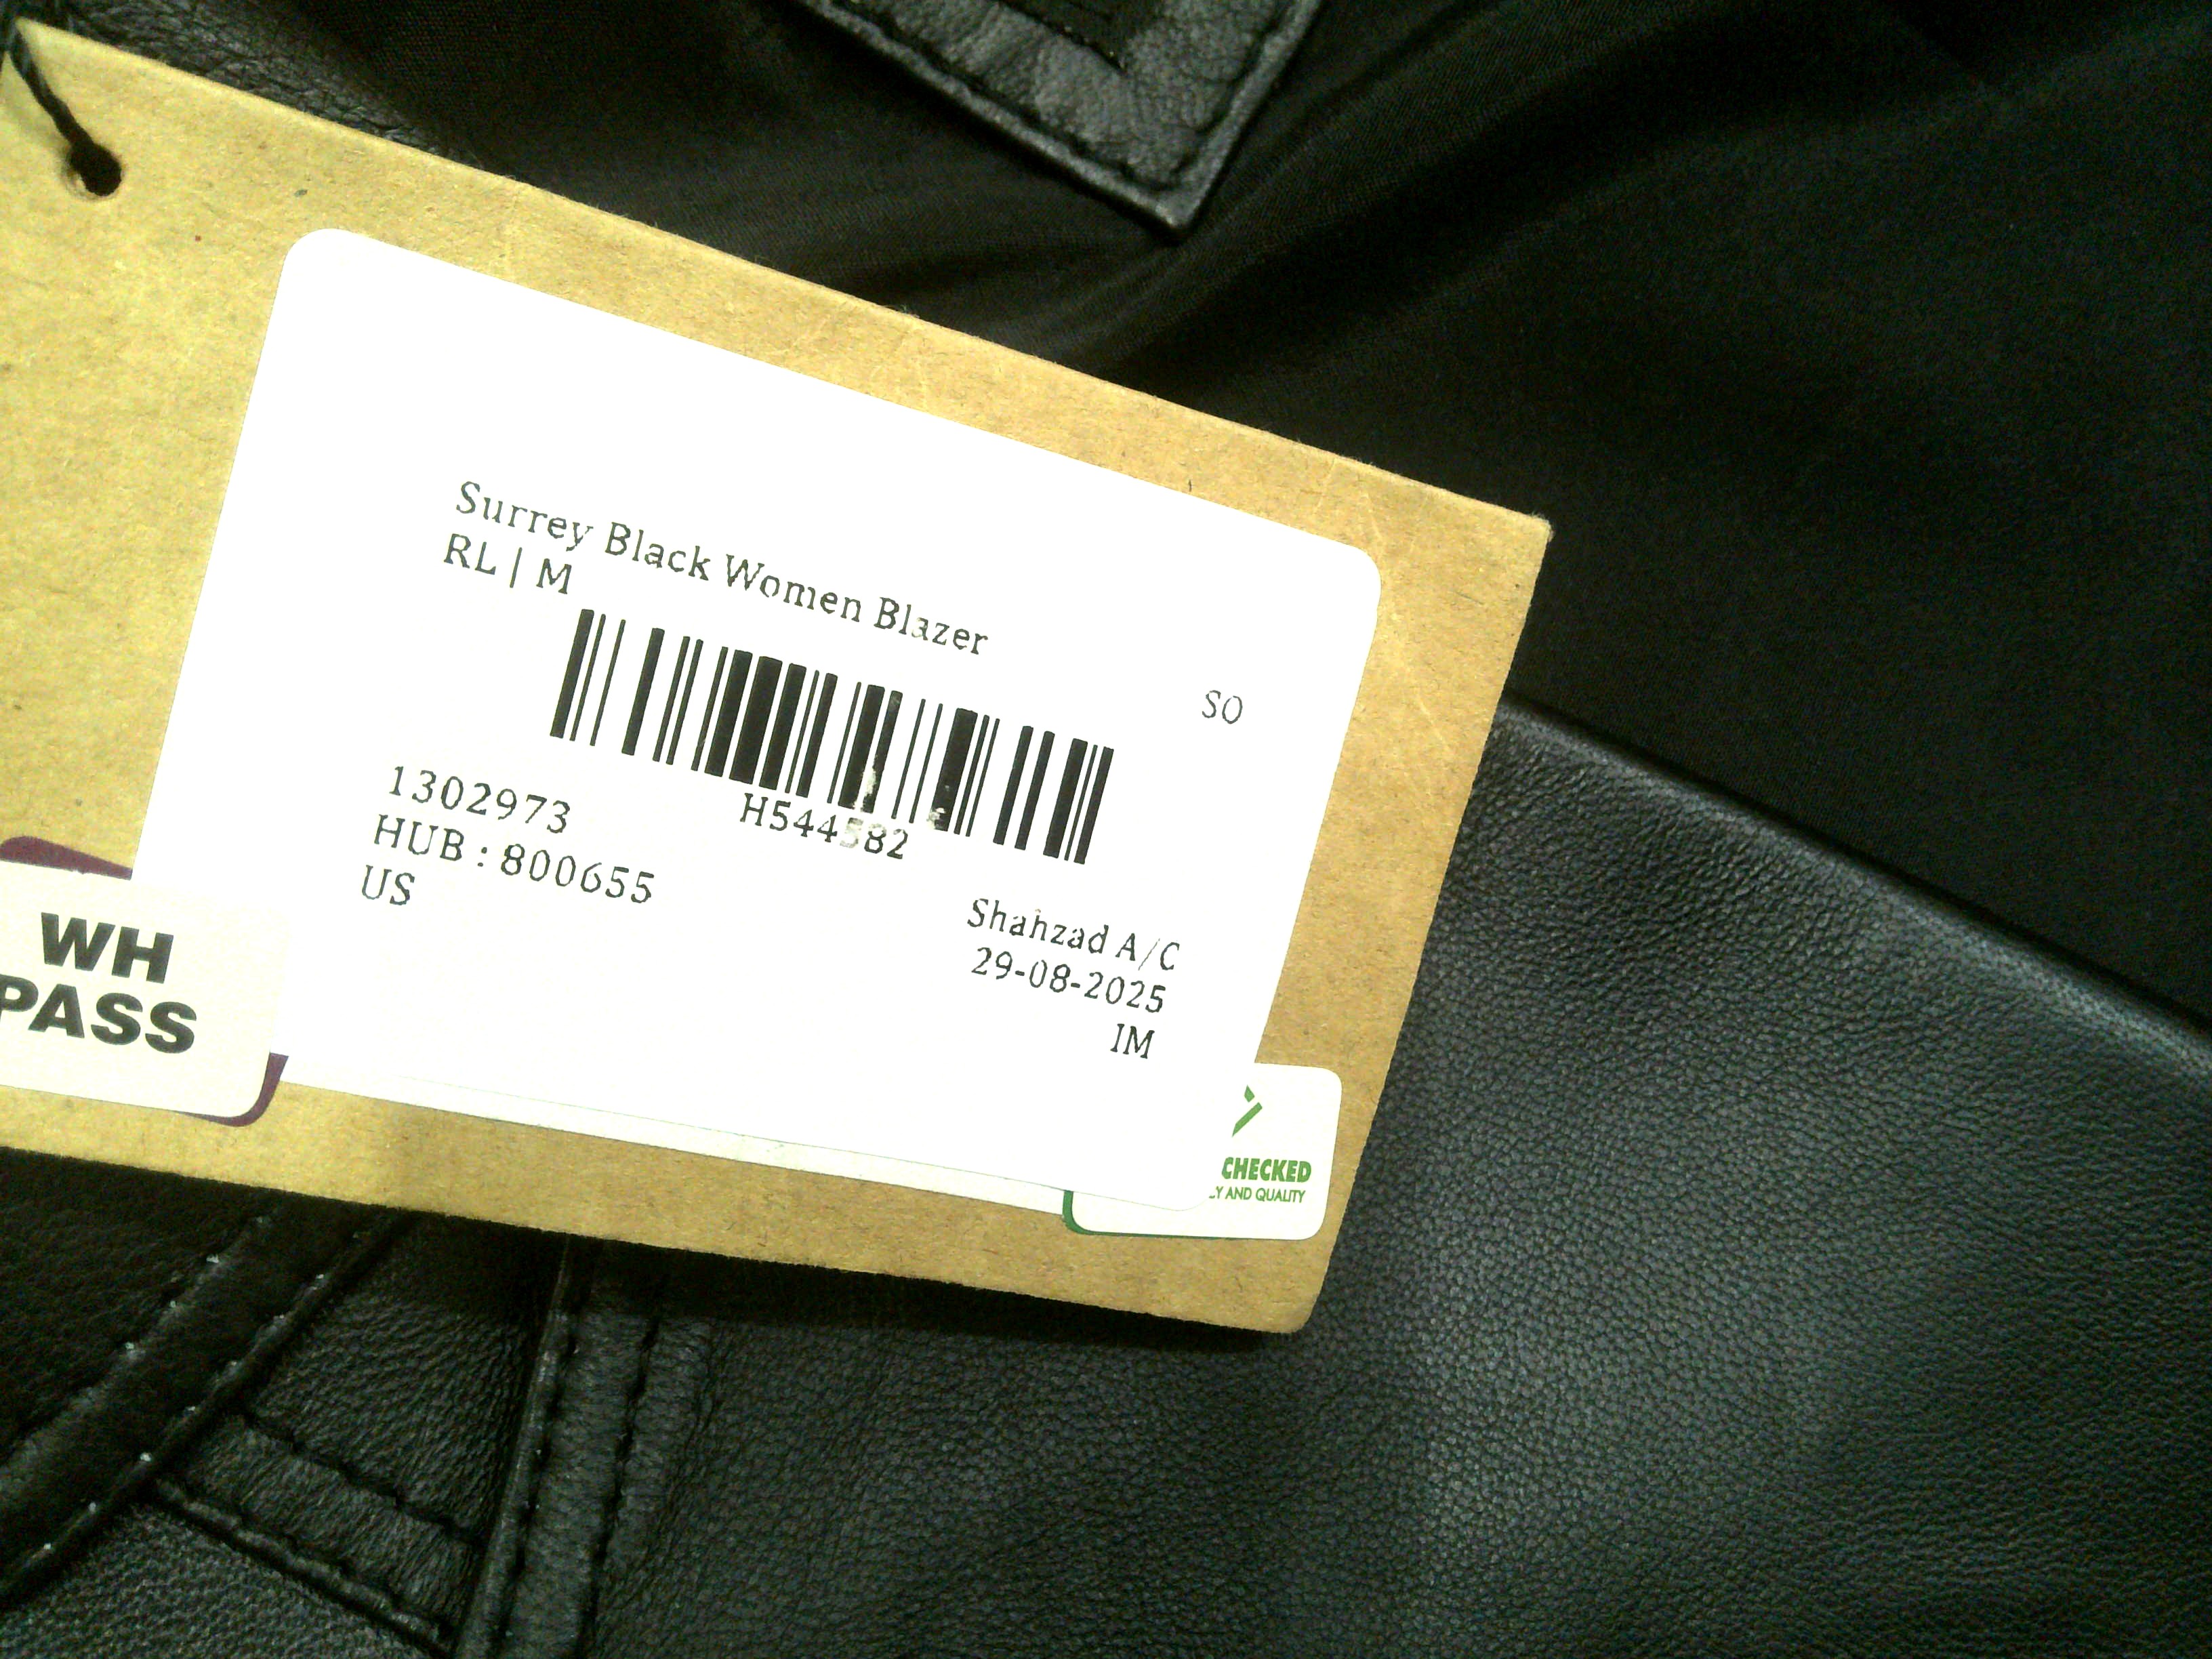 Surrey Black Women Blazer
RL | M
SO
H544582
1302973
HUB : 800655
US
Shahzad A/C
29-08-2025
IM
WH
PASS
CHECKED
AND QUALITY